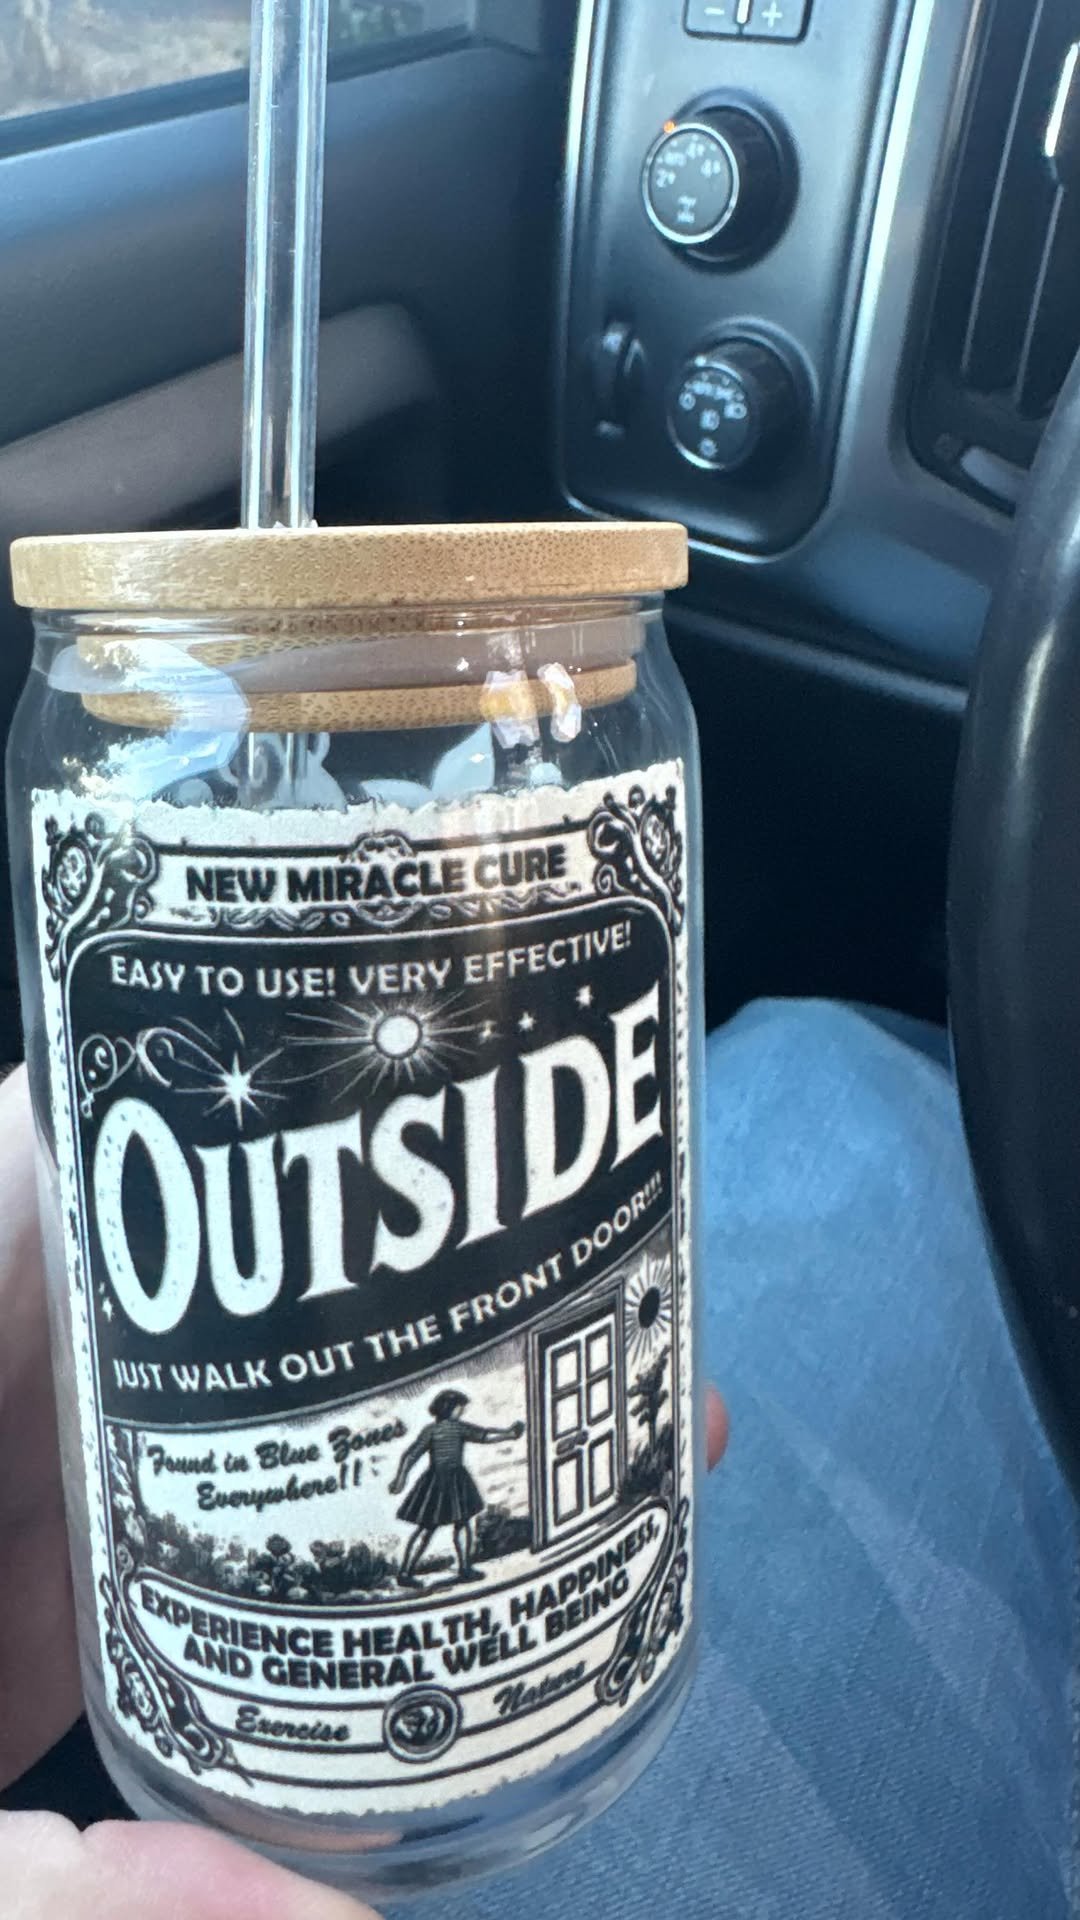 − +
NEW MIRACLE CURE
EASY TO USE! VERY EFFECTIVE!
OUTSIDE
JUST WALK OUT THE FRONT DOOR!!!
Found in Blue Zones
Everywhere!!
EXPERIENCE HEALTH, HAPPINESS,
AND GENERAL WELL BEING
Exercise Nature